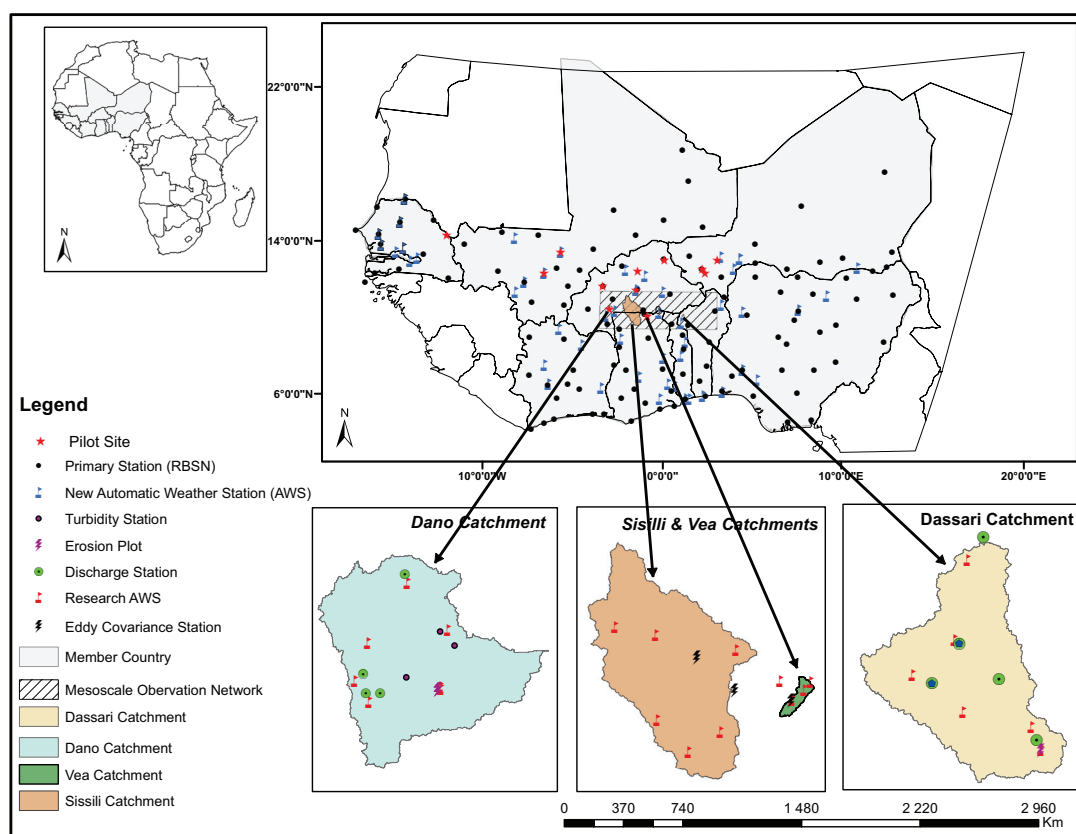 22°0'0"N
14°0'0"N
6°0'0"N
N
N
10°0'0"W
0°0'0"E
10°0'0"E
20°0'0"E
Legend
Pilot Site
Primary Station (RBSN)
New Automatic Weather Station (AWS)
Turbidity Station
Erosion Plot
Discharge Station
Research AWS
Eddy Covariance Station
Member Country
Mesoscale Obervation Network
Dassari Catchment
Dano Catchment
Vea Catchment
Sissili Catchment
Dano Catchment
Sisilli & Vea Catchments
Dassari Catchment
0 370 740 1 480 2 220 2 960
Km